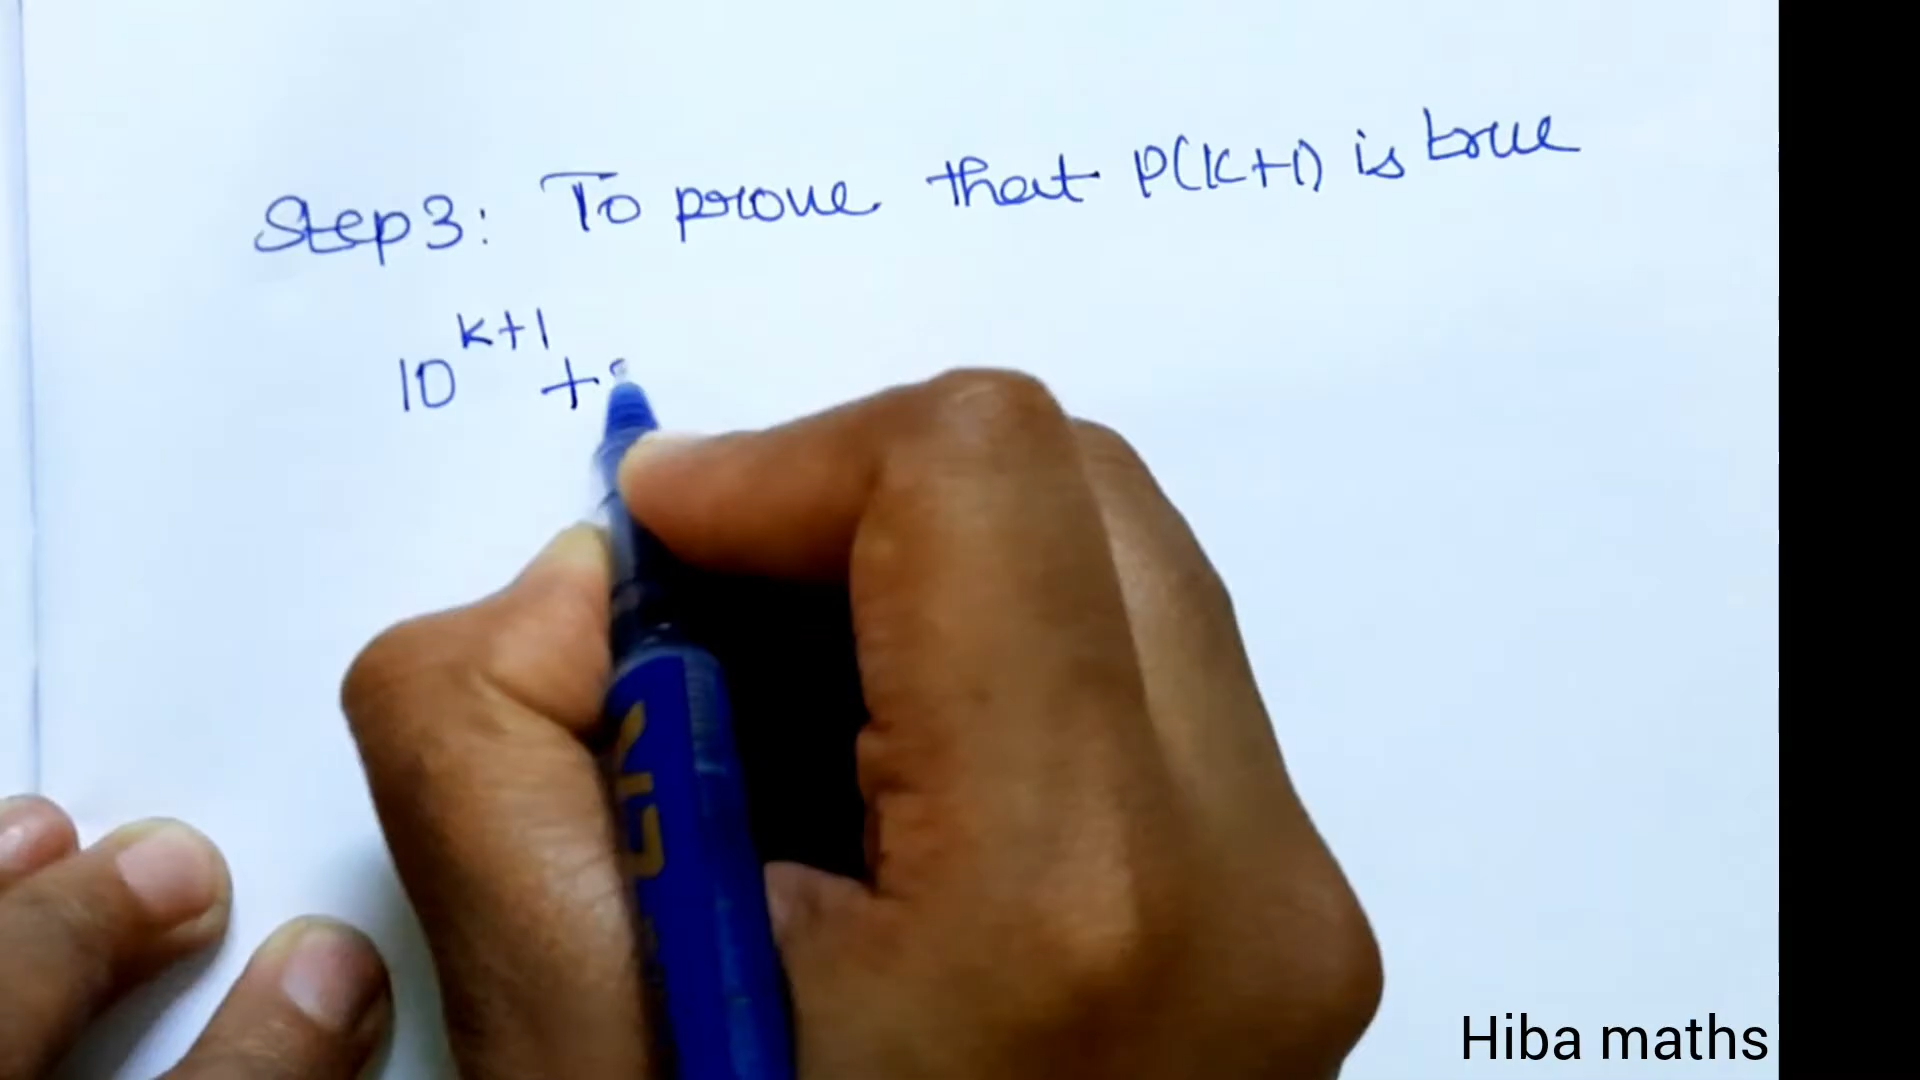 Step 3: To prove that P(K+1) is true
10^{k+1} +
Hiba maths